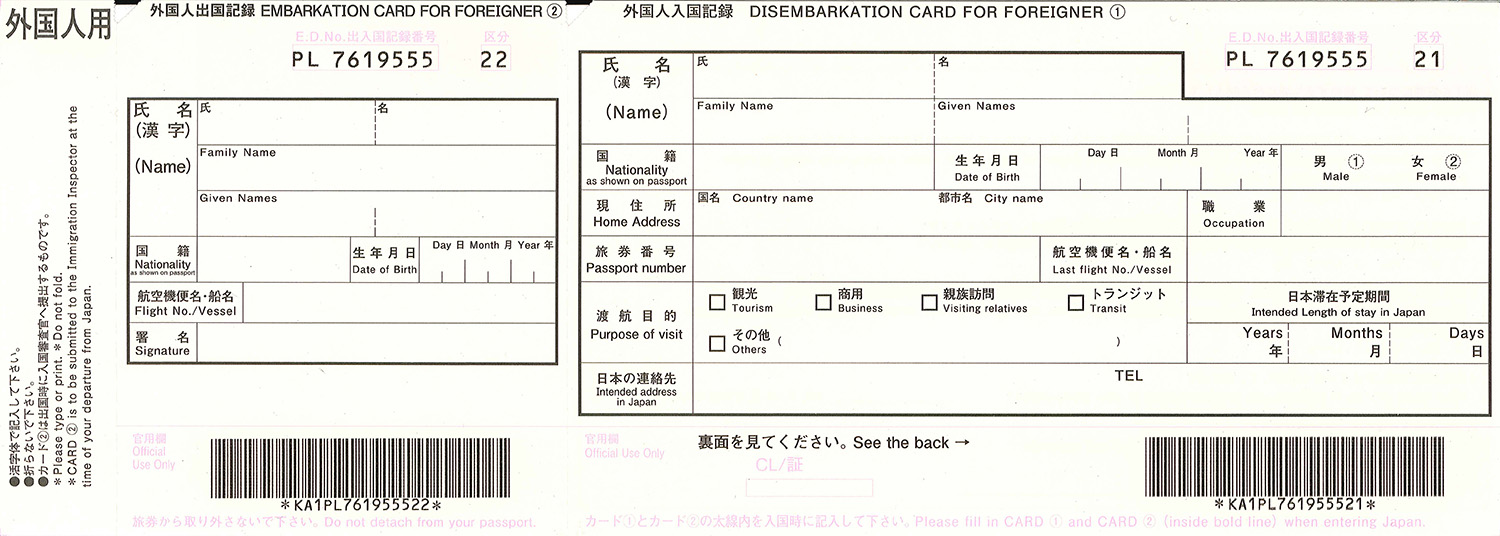 外国人用
●活字体で記入して下さい。
●折らないで下さい。
●カード②は出国時に入国審査官へ提出するものです。
* Please type or print. * Do not fold.
* CARD ② is to be submitted to the Immigration Inspector at the
time of your departure from Japan.
外国人出国記録 EMBARKATION CARD FOR FOREIGNER ②
E.D.No.出入国記録番号 区分
PL 7619555 22
氏 名
(漢 字)
(Name)
氏 名
Family Name
Given Names
国 籍
Nationality
as shown on passport
生年月日
Date of Birth
Day 日 Month 月 Year 年
航空機便名・船名
Flight No./Vessel
署 名
Signature
官用欄
Official
Use Only
*KA1PL761955522*
旅券から取り外さないで下さい。Do not detach from your passport.
外国人入国記録 DISEMBARKATION CARD FOR FOREIGNER ①
E.D.No.出入国記録番号 区分
PL 7619555 21
氏 名
(漢 字)
(Name)
氏 名
Family Name Given Names
国 籍
Nationality
as shown on passport
生年月日
Date of Birth
Day 日 Month 月 Year 年
男 ① 女 ②
Male Female
現 住 所
Home Address
国名 Country name 都市名 City name
職 業
Occupation
旅券番号
Passport number
航空機便名・船名
Last flight No./Vessel
渡航目的
Purpose of visit
観光
Tourism
商用
Business
親族訪問
Visiting relatives
トランジット
Transit
その他 ( )
Others
日本滞在予定期間
Intended Length of stay in Japan
Years Months Days
年 月 日
日本の連絡先
Intended address
in Japan
TEL
官用欄
Official
Use Only
裏面を見てください。See the back →
CL/証
*KA1PL761955521*
カード①とカード②の太線内を入国時に記入して下さい。Please fill in CARD ① and CARD ② (inside bold line) when entering Japan.